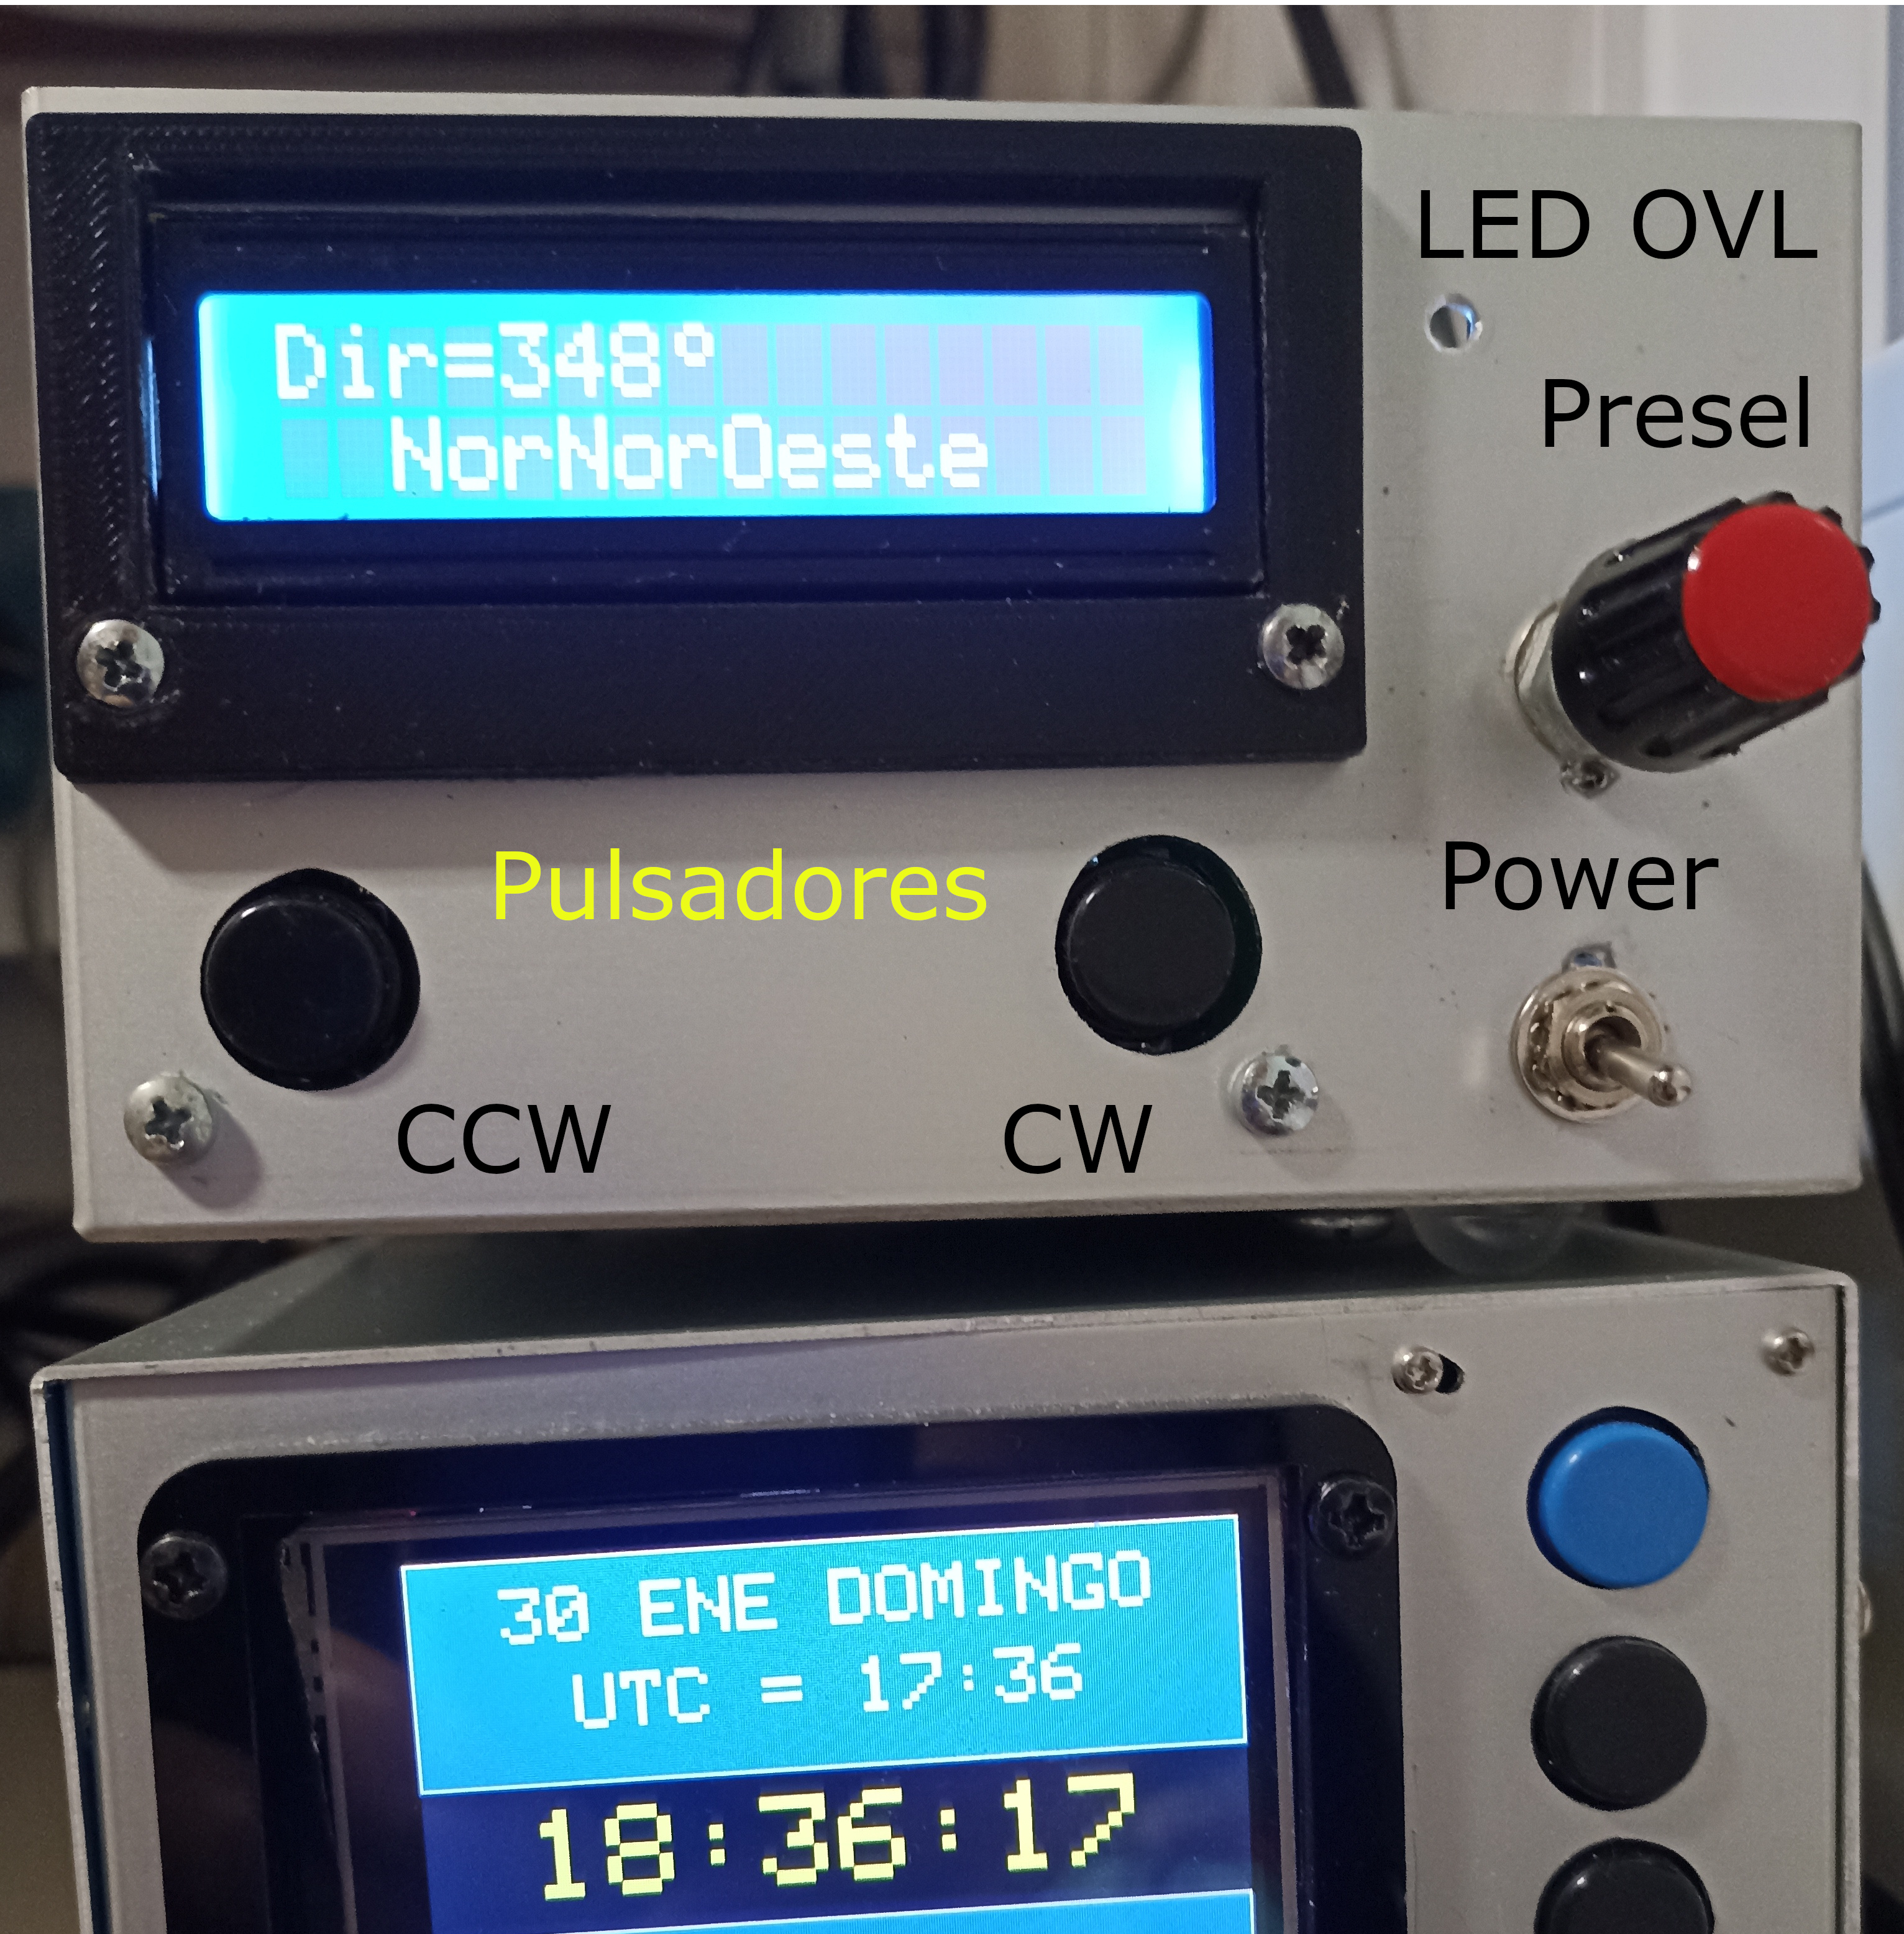 LED OVL
Dir=348°
NorNorOeste
Presel
Pulsadores
Power
CCW
CW
30 ENE DOMINGO
UTC = 17:36
18:36:17